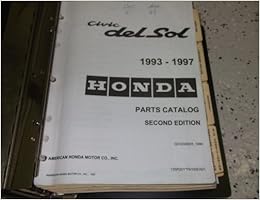 Civic
del Sol
1993 - 1997
HONDA
PARTS CATALOG
SECOND EDITION
AMERICAN HONDA MOTOR CO., INC.